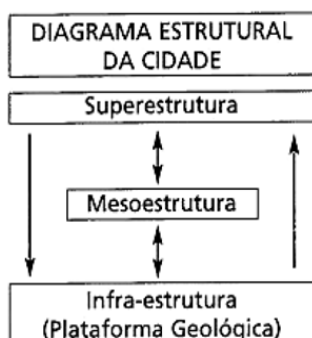 DIAGRAMA ESTRUTURAL
DA CIDADE
Superestrutura
Mesoestrutura
Infra-estrutura
(Plataforma Geológica)